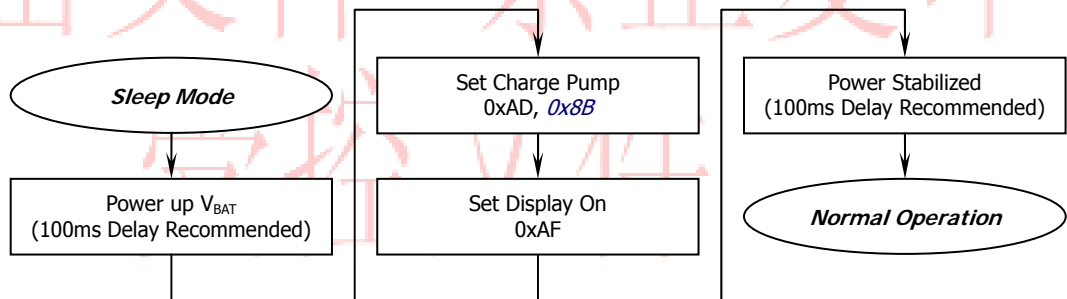 Sleep Mode
Power up VBAT
(100ms Delay Recommended)
Set Charge Pump
0xAD, 0x8B
Set Display On
0xAF
Power Stabilized
(100ms Delay Recommended)
Normal Operation